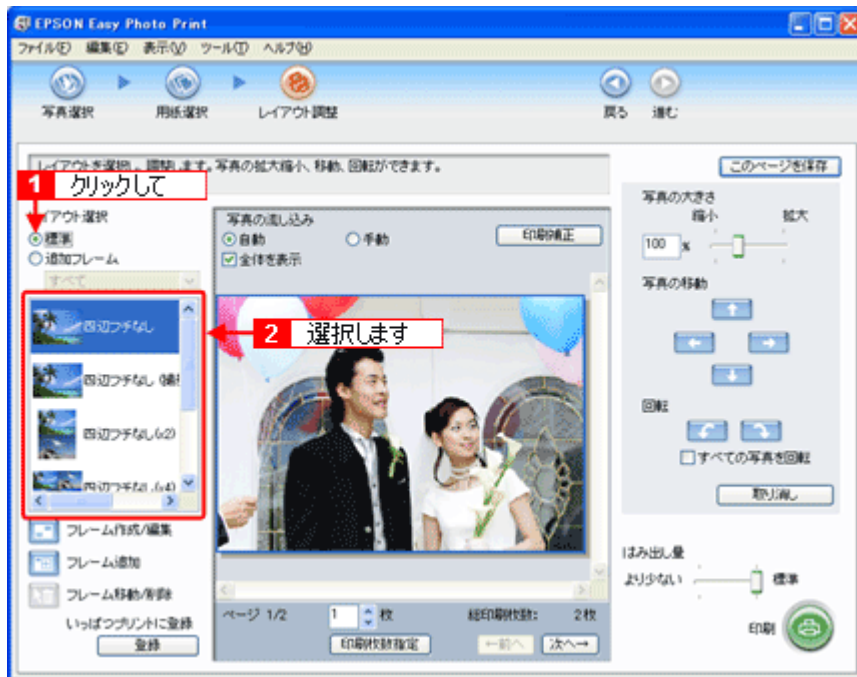 EPSON Easy Photo Print
ファイル(F) 編集(E) 表示(V) ツール(T) ヘルプ(H)
写真選択 用紙選択 レイアウト調整 戻る 進む
レイアウトを選択し、調整します。写真の拡大縮小、移動、回転ができます。
このページを保存
1 クリックして
レイアウト選択
標準
追加フレーム
すべて
四辺フチなし
四辺フチなし
四辺フチなし(x2)
四辺フチなし(x4)
フレーム作成/編集
フレーム追加
フレーム移動/削除
いっぱつプリントに登録
登録
写真の流し込み
自動 手動 印刷補正
全体を表示
2 選択します
ページ 1/2 1 枚 総印刷枚数: 2枚
印刷枚数指定 ←前へ 次へ→
写真の大きさ
縮小 拡大
100 %
写真の移動
回転
すべての写真を回転
取り消し
はみ出し量
より少ない 標準
印刷